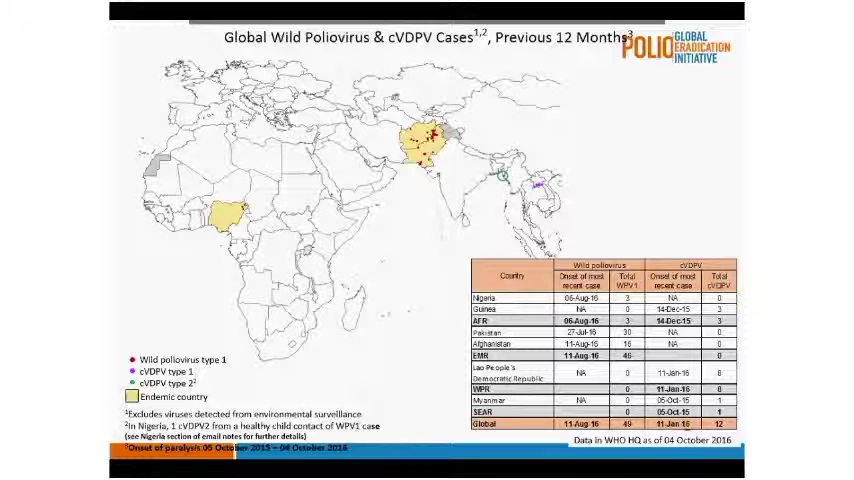 Global Wild Poliovirus & cVDPV Cases1,2, Previous 12 Months3
POLIO GLOBAL
ERADICATION
INITIATIVE
Country Wild poliovirus cVDPV
Onset of most recent case Total WPV1 Onset of most recent case Total cVDPV
Nigeria 06-Aug-16 3 NA 0
Guinea NA 0 14-Dec-15 3
AFR 06-Aug-16 3 14-Dec-15 3
Pakistan 27-Jul-16 30 NA 0
Afghanistan 11-Aug-16 16 NA 0
EMR 11-Aug-16 46 0
Lao People's
Democratic Republic NA 0 11-Jan-16 8
WPR 0 11-Jan-16 8
Myanmar NA 0 05-Oct-15 1
SEAR 0 05-Oct-15 1
Global 11-Aug-16 49 11-Jan-16 12
Wild poliovirus type 1
cVDPV type 1
cVDPV type 22
Endemic country
1Excludes viruses detected from environmental surveillance
2In Nigeria, 1 cVDPV2 from a healthy child contact of WPV1 case
(see Nigeria section of email notes for further details)
3Onset of paralysis 05 October 2015 – 04 October 2016
Data in WHO HQ as of 04 October 2016